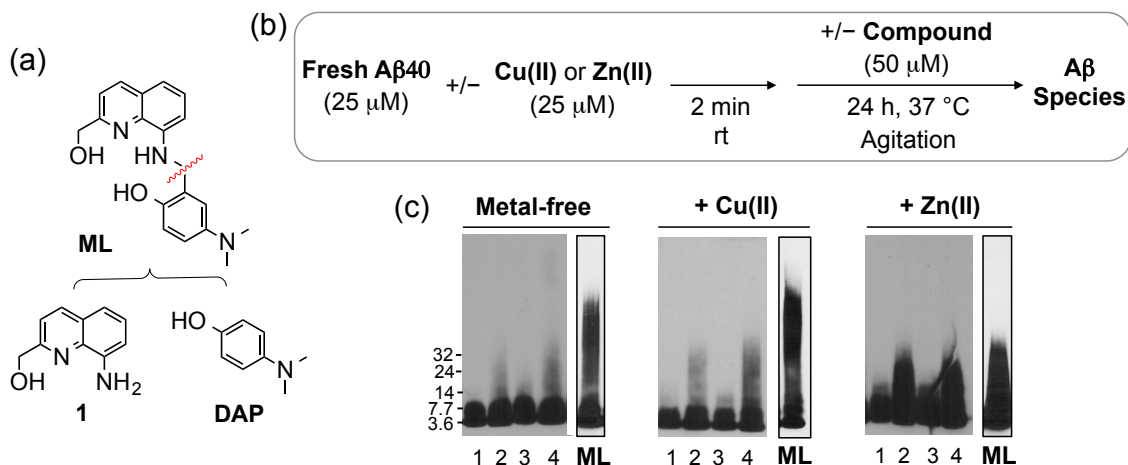 (a)
N
OH
HN
HO
N
ML
N
OH
NH2
1
HO
N
DAP
(b)
Fresh Aβ40
(25 μM)
+/−
Cu(II) or Zn(II)
(25 μM)
2 min
rt
+/− Compound
(50 μM)
24 h, 37 °C
Agitation
Aβ
Species
(c)
Metal-free
+ Cu(II)
+ Zn(II)
32
24
14
7.7
3.6
1 2 3 4 ML
1 2 3 4 ML
1 2 3 4 ML